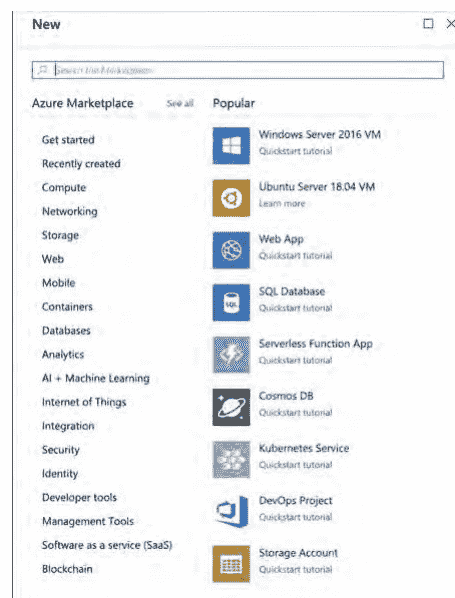 New
Search the Marketplace
Azure Marketplace See all
Get started
Recently created
Compute
Networking
Storage
Web
Mobile
Containers
Databases
Analytics
AI + Machine Learning
Internet of Things
Integration
Security
Identity
Developer tools
Management Tools
Software as a service (SaaS)
Blockchain
Popular
Windows Server 2016 VM
Quickstart tutorial
Ubuntu Server 18.04 VM
Learn more
Web App
Quickstart tutorial
SQL
SQL Database
Quickstart tutorial
Serverless Function App
Quickstart tutorial
Cosmos DB
Quickstart tutorial
Kubernetes Service
Quickstart tutorial
DevOps Project
Quickstart tutorial
Storage Account
Quickstart tutorial